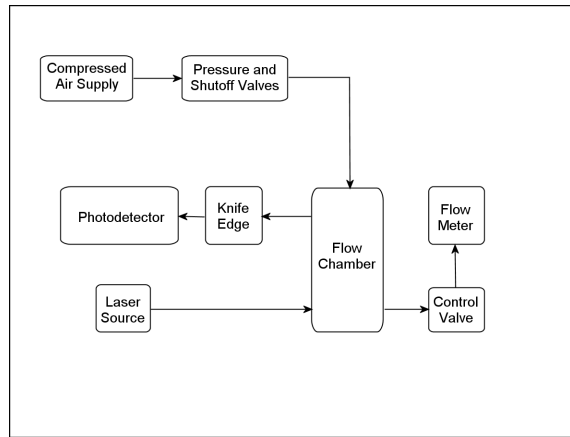 Compressed
Air Supply
Pressure and
Shutoff Valves
Photodetector
Knife
Edge
Flow
Chamber
Flow
Meter
Laser
Source
Control
Valve